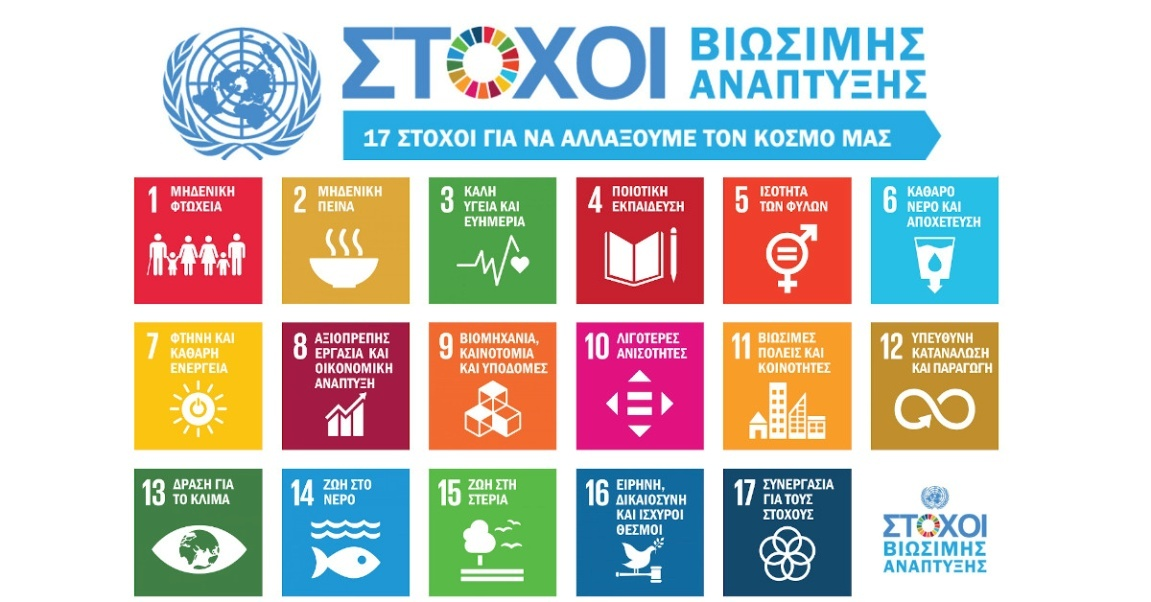 ΣΤΟΧΟΙ
ΒΙΩΣΙΜΗΣ
ΑΝΑΠΤΥΞΗΣ
17 ΣΤΟΧΟΙ ΓΙΑ ΝΑ ΑΛΛΑΞΟΥΜΕ ΤΟΝ ΚΟΣΜΟ ΜΑΣ
1 ΜΗΔΕΝΙΚΗ
ΦΤΩΧΕΙΑ
2 ΜΗΔΕΝΙΚΗ
ΠΕΙΝΑ
3 ΚΑΛΗ
ΥΓΕΙΑ ΚΑΙ
ΕΥΗΜΕΡΙΑ
4 ΠΟΙΟΤΙΚΗ
ΕΚΠΑΙΔΕΥΣΗ
5 ΙΣΟΤΗΤΑ
ΤΩΝ ΦΥΛΩΝ
6 ΚΑΘΑΡΟ
ΝΕΡΟ ΚΑΙ
ΑΠΟΧΕΤΕΥΣΗ
7 ΦΤΗΝΗ ΚΑΙ
ΚΑΘΑΡΗ
ΕΝΕΡΓΕΙΑ
8 ΑΞΙΟΠΡΕΠΗΣ
ΕΡΓΑΣΙΑ ΚΑΙ
ΟΙΚΟΝΟΜΙΚΗ
ΑΝΑΠΤΥΞΗ
9 ΒΙΟΜΗΧΑΝΙΑ,
ΚΑΙΝΟΤΟΜΙΑ
ΚΑΙ ΥΠΟΔΟΜΕΣ
10 ΛΙΓΟΤΕΡΕΣ
ΑΝΙΣΟΤΗΤΕΣ
11 ΒΙΩΣΙΜΕΣ
ΠΟΛΕΙΣ ΚΑΙ
ΚΟΙΝΟΤΗΤΕΣ
12 ΥΠΕΥΘΥΝΗ
ΚΑΤΑΝΑΛΩΣΗ
ΚΑΙ ΠΑΡΑΓΩΓΗ
13 ΔΡΑΣΗ ΓΙΑ
ΤΟ ΚΛΙΜΑ
14 ΖΩΗ ΣΤΟ
ΝΕΡΟ
15 ΖΩΗ ΣΤΗ
ΣΤΕΡΙΑ
16 ΕΙΡΗΝΗ,
ΔΙΚΑΙΟΣΥΝΗ
ΚΑΙ ΙΣΧΥΡΟΙ
ΘΕΣΜΟΙ
17 ΣΥΝΕΡΓΑΣΙΑ
ΓΙΑ ΤΟΥΣ
ΣΤΟΧΟΥΣ
ΣΤΟΧΟΙ
ΒΙΩΣΙΜΗΣ
ΑΝΑΠΤΥΞΗΣ